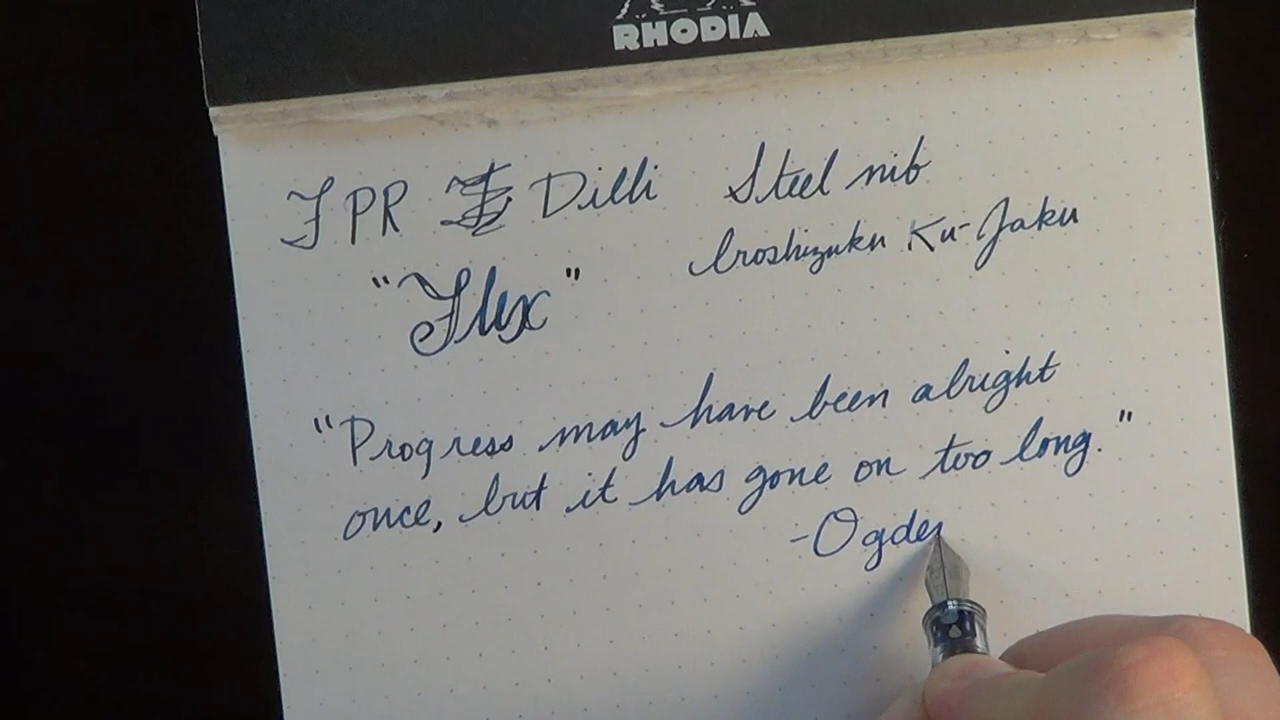 RHODIA
FPR Dilli Steel nib
Iroshizuku Ku-Jaku
"Flex"
"Progress may have been alright
once, but it has gone on too long."
-Ogden